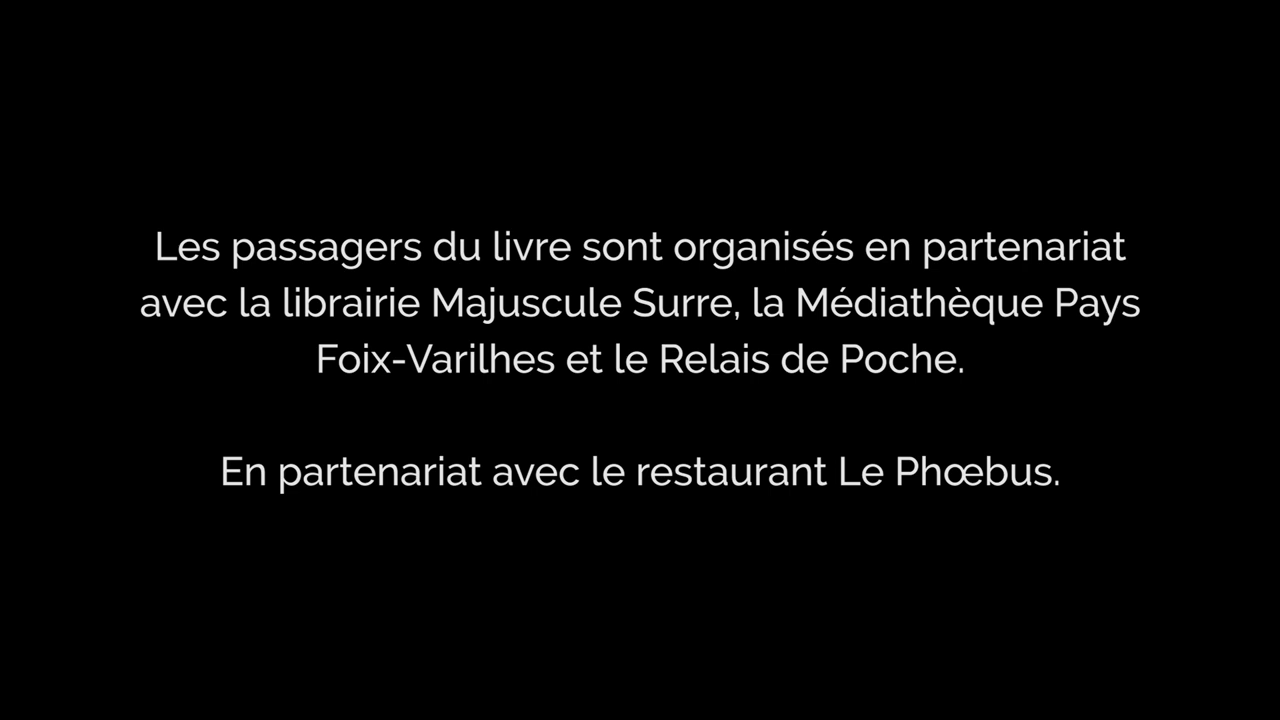 Les passagers du livre sont organisés en partenariat
avec la librairie Majuscule Surre, la Médiathèque Pays
Foix-Varilhes et le Relais de Poche.
En partenariat avec le restaurant Le Phœbus.